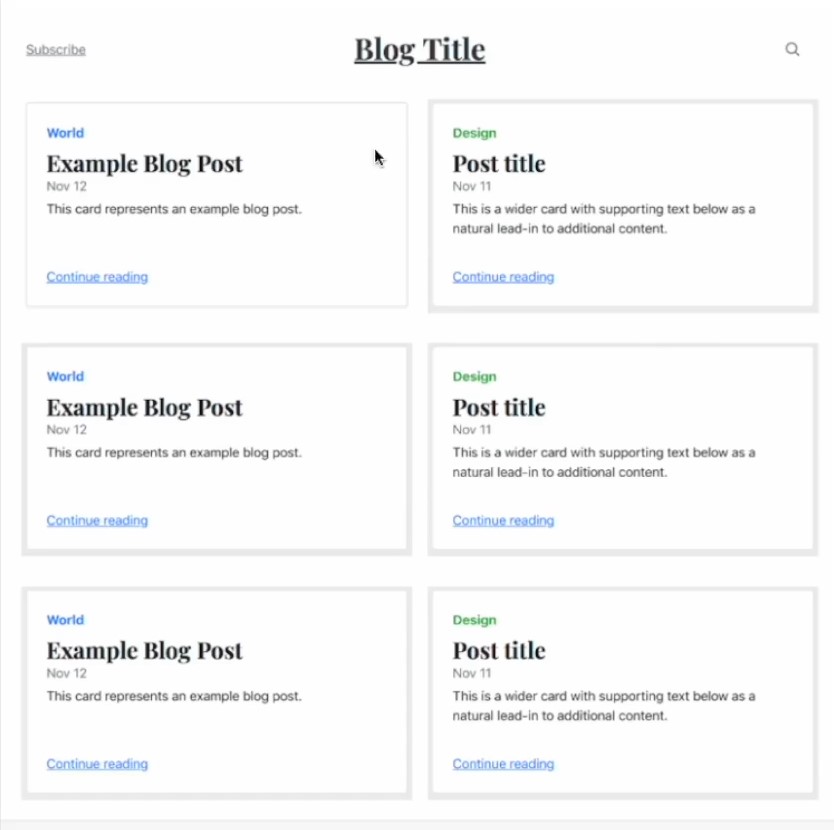 Subscribe
Blog Title
World
Example Blog Post
Nov 12
This card represents an example blog post.
Continue reading
Design
Post title
Nov 11
This is a wider card with supporting text below as a
natural lead-in to additional content.
Continue reading
World
Example Blog Post
Nov 12
This card represents an example blog post.
Continue reading
Design
Post title
Nov 11
This is a wider card with supporting text below as a
natural lead-in to additional content.
Continue reading
World
Example Blog Post
Nov 12
This card represents an example blog post.
Continue reading
Design
Post title
Nov 11
This is a wider card with supporting text below as a
natural lead-in to additional content.
Continue reading